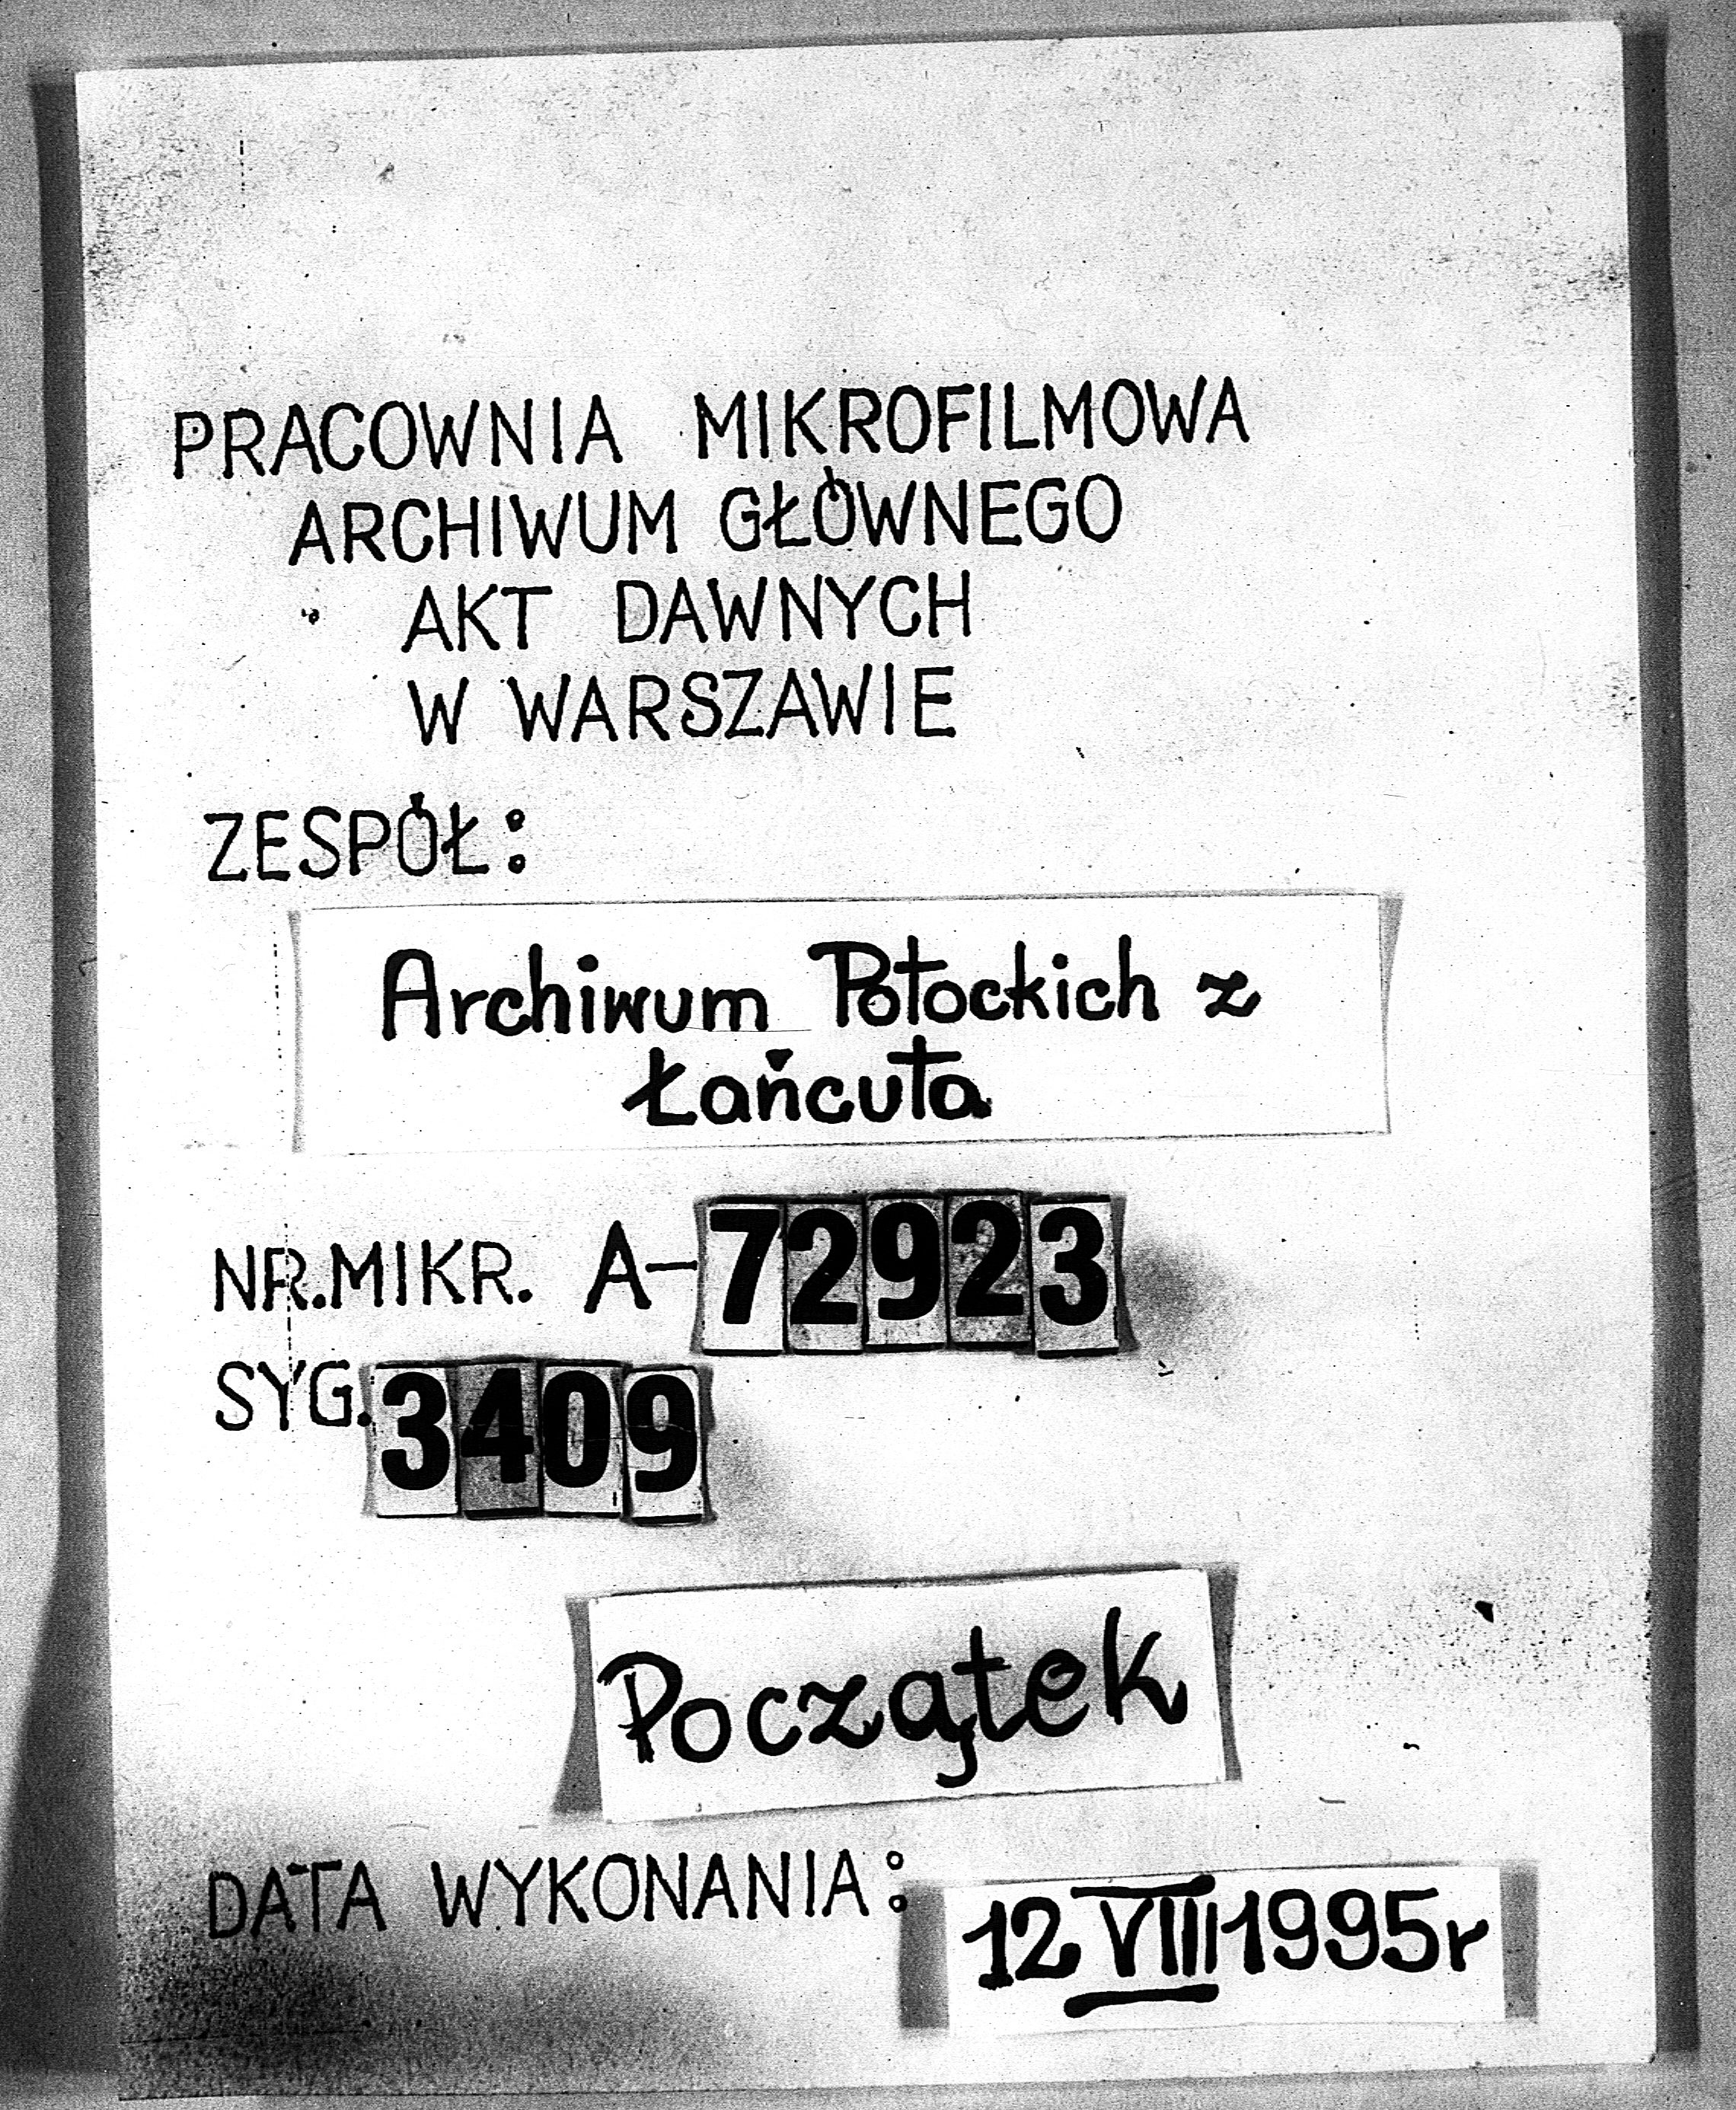 PRACOWNIA MIKROFILMOWA
ARCHIWUM GŁÓWNEGO
AKT DAWNYCH
W WARSZAWIE
ZESPÓŁ:
Archiwum Potockich z
Łańcuta
NR.MIKR. A-72923
SYG. 3409
Początek
DATA WYKONANIA: 12 VIII 1995r